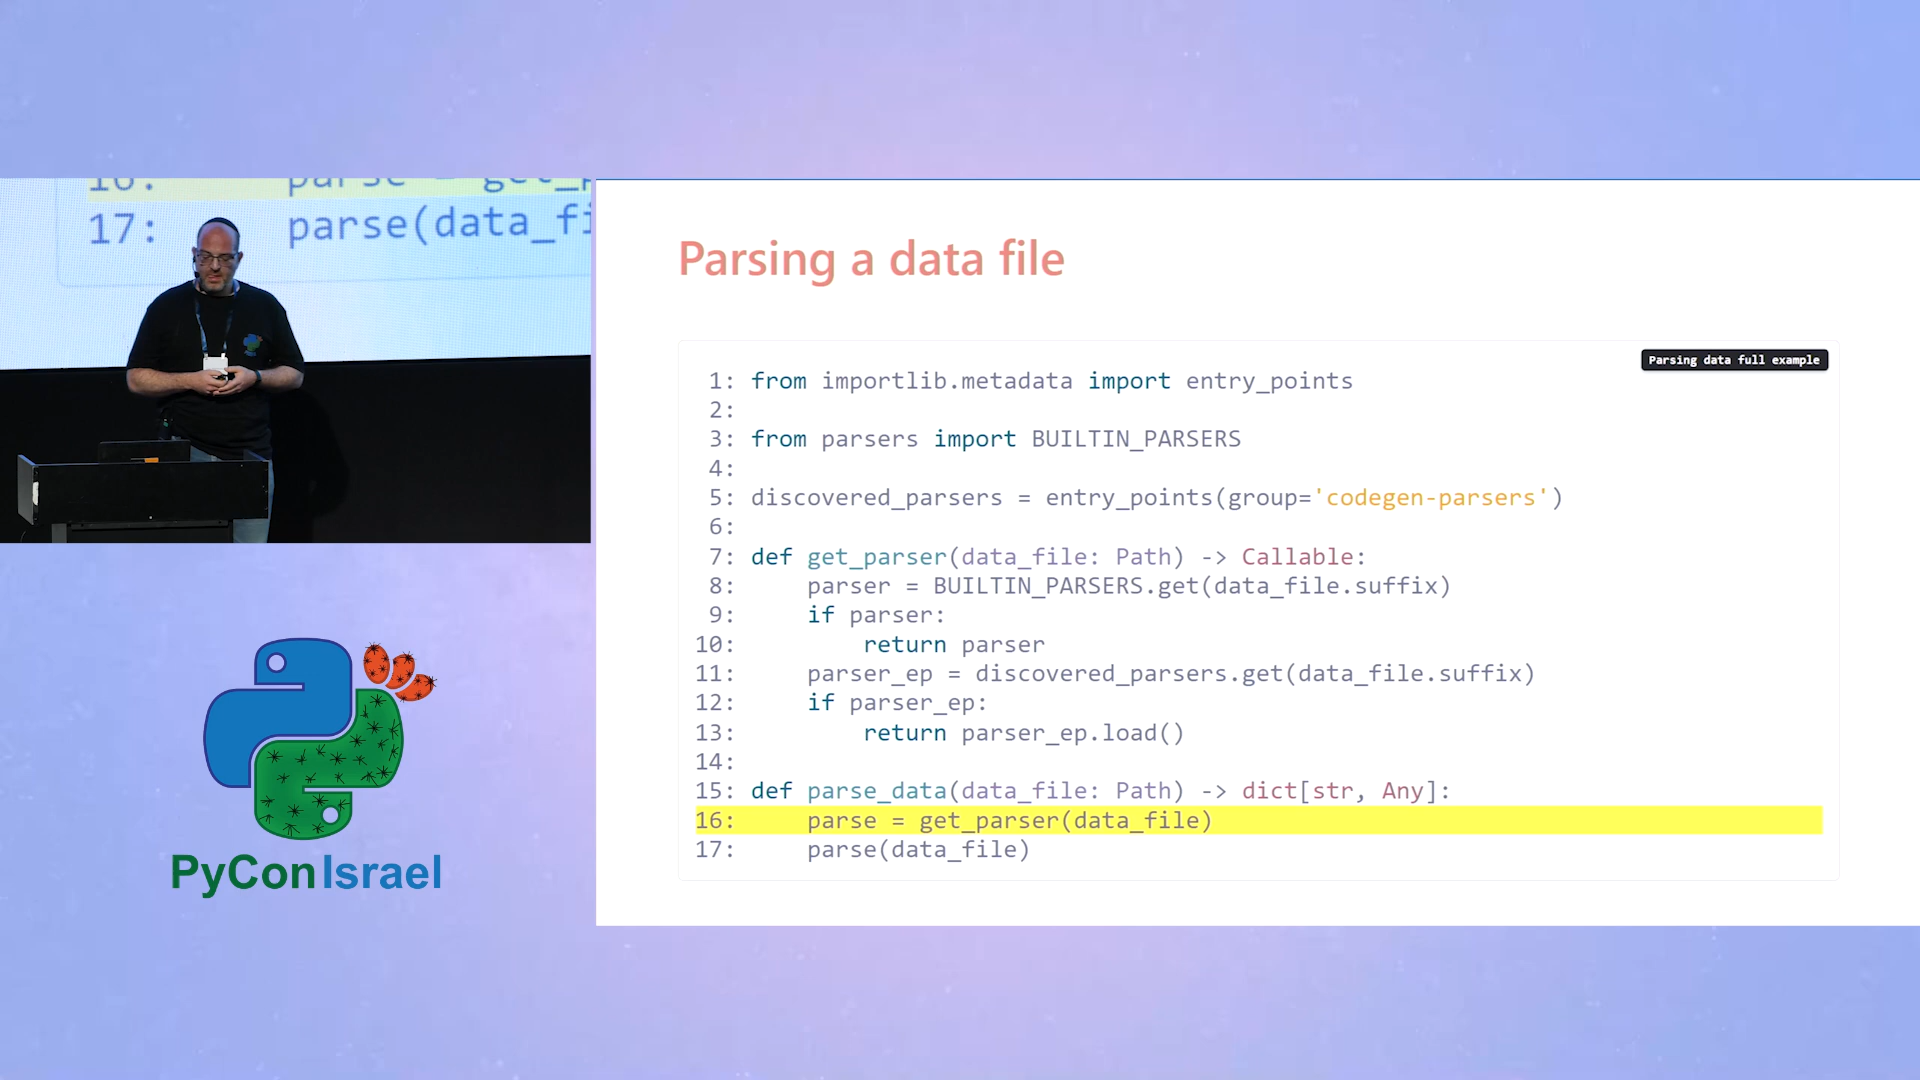 16:    parse = get_p
17:    parse(data_fi
PyConIsrael
Parsing a data file
Parsing data full example
1: from importlib.metadata import entry_points
2:
3: from parsers import BUILTIN_PARSERS
4:
5: discovered_parsers = entry_points(group='codegen-parsers')
6:
7: def get_parser(data_file: Path) -> Callable:
8:     parser = BUILTIN_PARSERS.get(data_file.suffix)
9:     if parser:
10:         return parser
11:     parser_ep = discovered_parsers.get(data_file.suffix)
12:     if parser_ep:
13:         return parser_ep.load()
14:
15: def parse_data(data_file: Path) -> dict[str, Any]:
16:     parse = get_parser(data_file)
17:     parse(data_file)